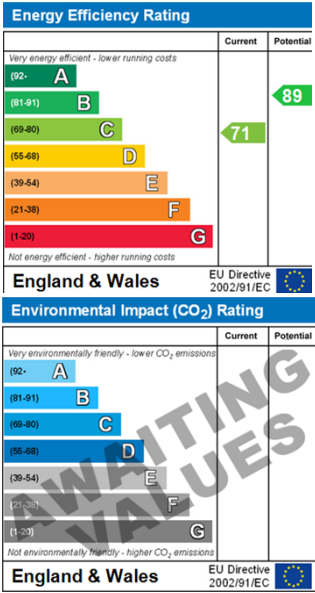 Energy Efficiency Rating
Current Potential
Very energy efficient - lower running costs
(92- A
(81-91) B
(69-80) C
(55-68) D
(39-54) E
(21-38) F
(1-20) G
71
89
Not energy efficient - higher running costs
England & Wales
EU Directive
2002/91/EC
Environmental Impact (CO₂) Rating
Current Potential
Very environmentally friendly - lower CO₂ emissions
(92- A
(81-91) B
(69-80) C
(55-68) D
(39-54) E
(21-38) F
(1-20) G
AWAITING
VALUES
Not environmentally friendly - higher CO₂ emissions
England & Wales
EU Directive
2002/91/EC